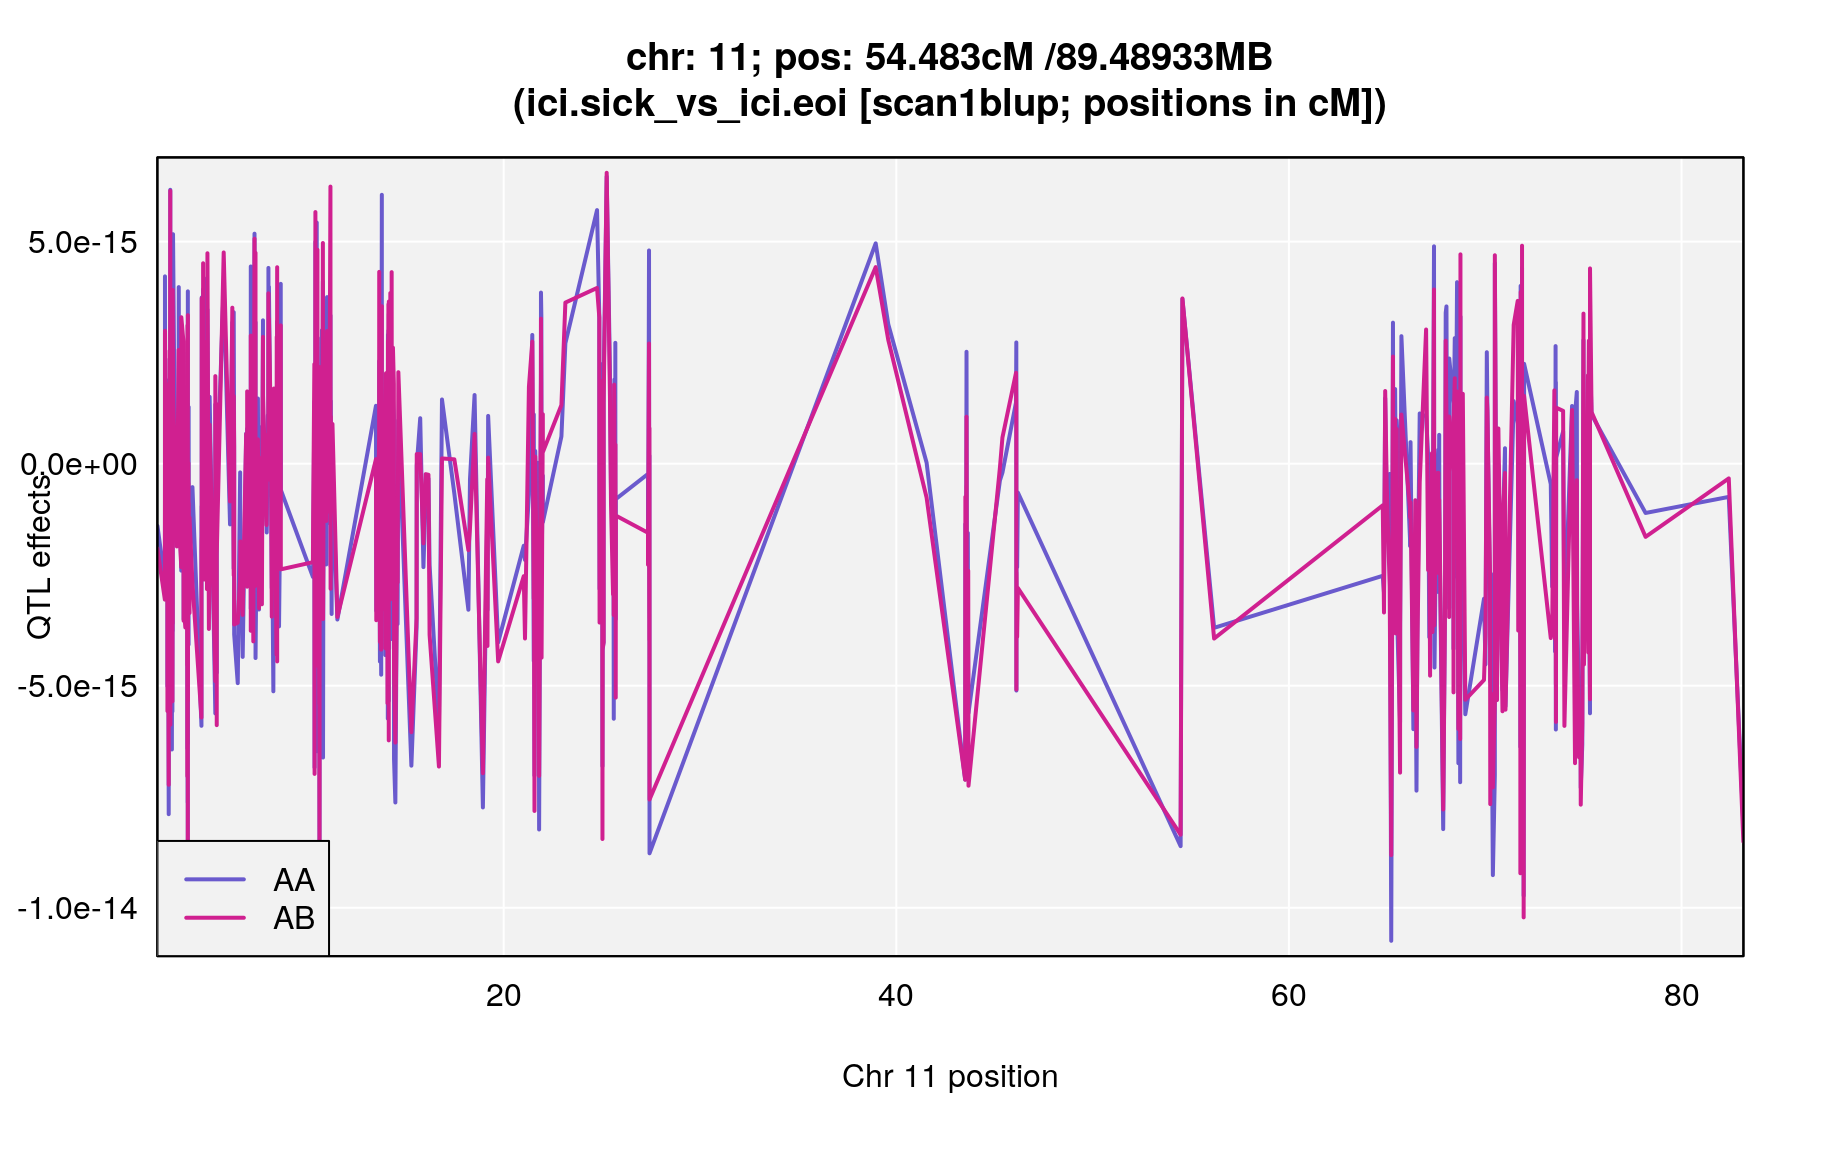 chr: 11; pos: 54.483cM /89.48933MB
(ici.sick_vs_ici.eoi [scan1blup; positions in cM])
QTL effects
5.0e-15
0.0e+00
-5.0e-15
-1.0e-14
AA
AB
20 40 60 80
Chr 11 position